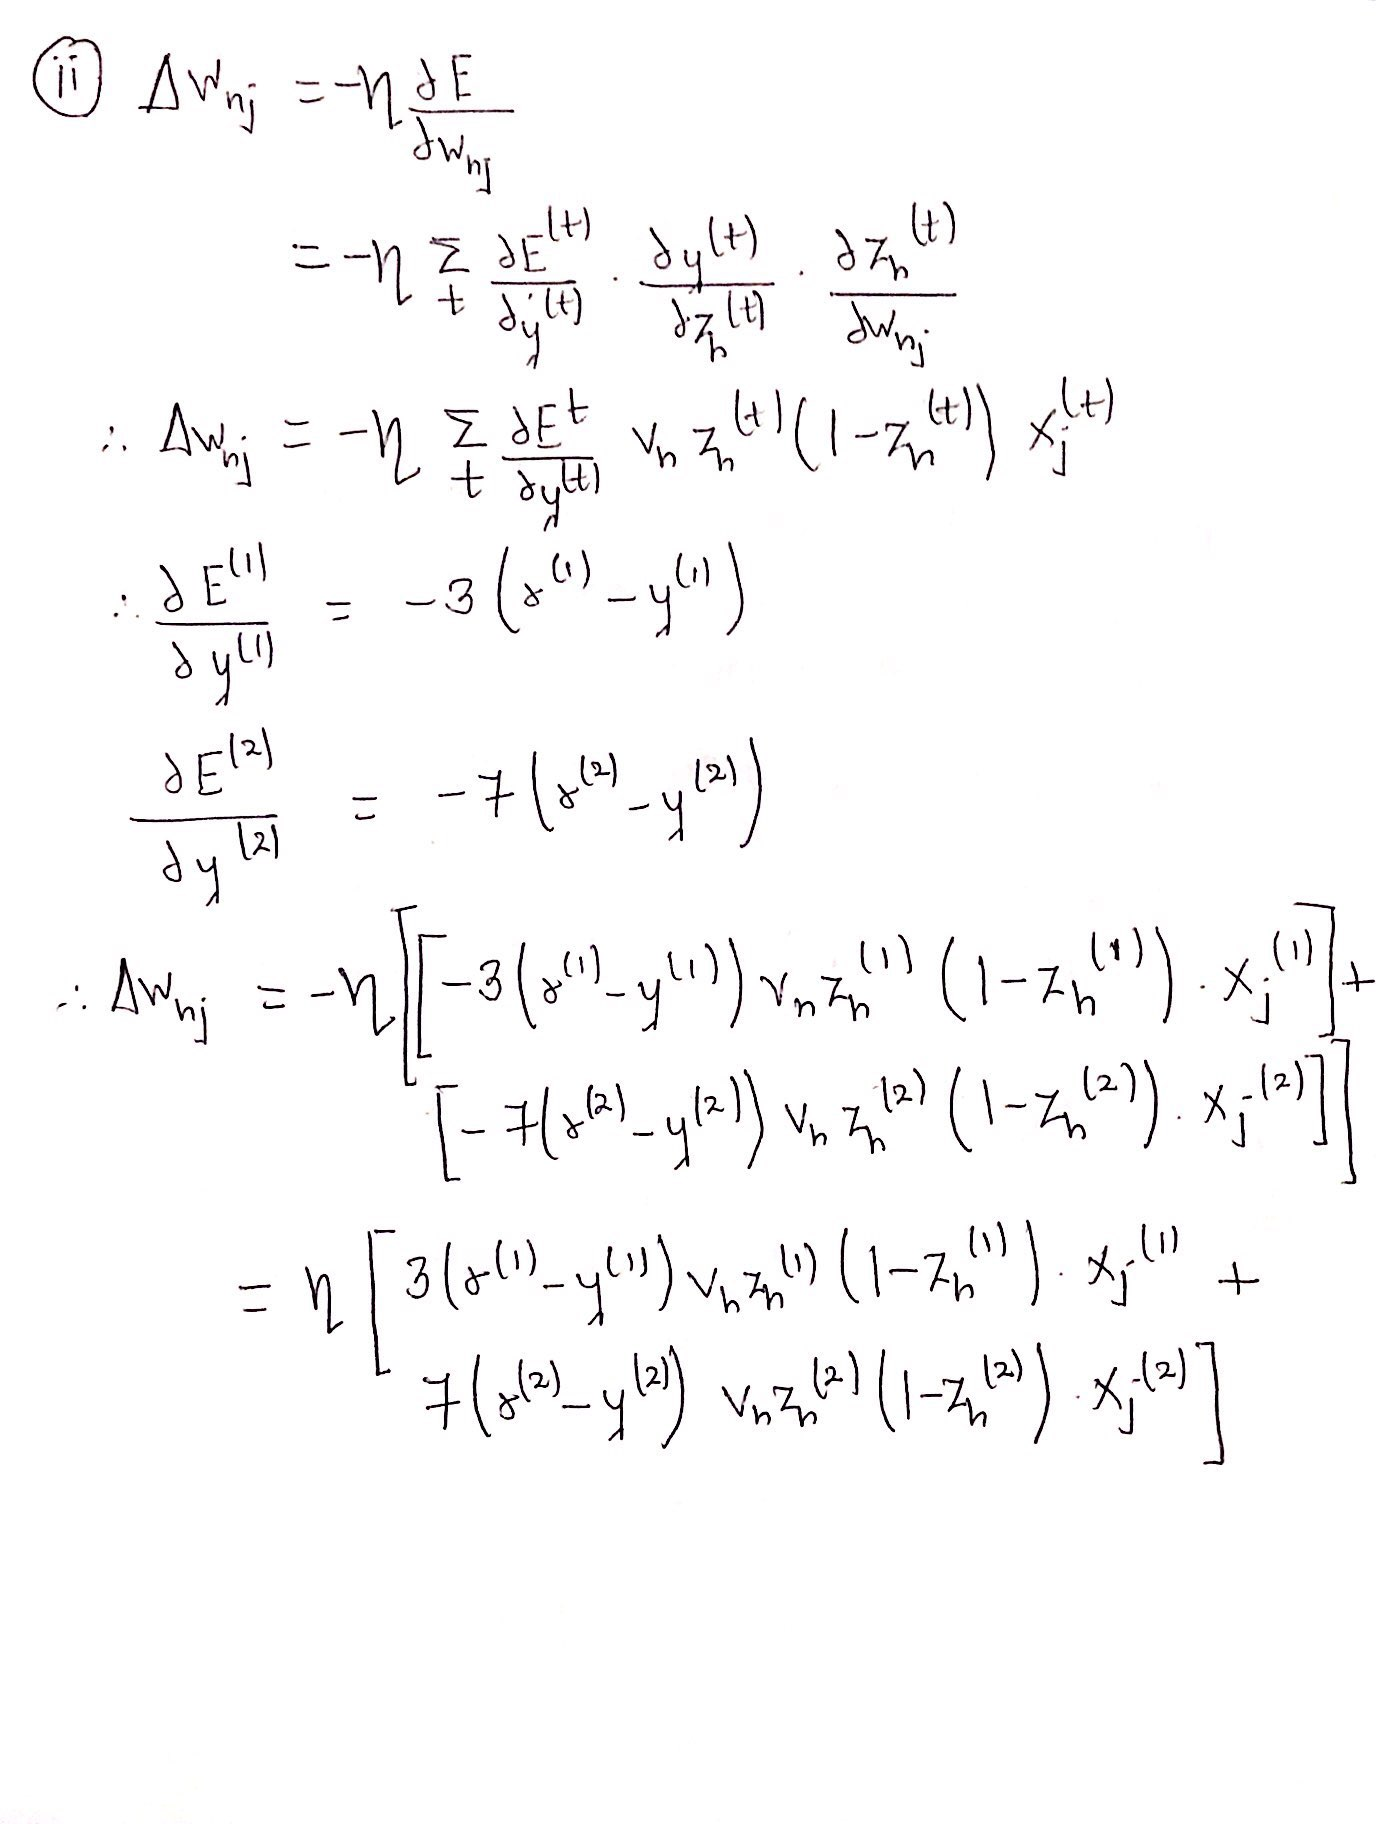 (ii) Δw_hj = -η ∂E/∂w_hj
= -η Σ_t ∂E^(t)/∂y^(t) · ∂y^(t)/∂z_h^(t) · ∂z_h^(t)/∂w_hj
∴ Δw_hj = -η Σ_t ∂E^t/∂y^(t) v_h z_h^(t) (1-z_h^(t)) x_j^(t)
∴ ∂E^(1)/∂y^(1) = -3 (r^(1) - y^(1))
∂E^(2)/∂y^(2) = -7 (r^(2) - y^(2))
∴ Δw_hj = -η [[-3 (r^(1) - y^(1)) v_h z_h^(1) (1-z_h^(1)) · x_j^(1)] +
[-7 (r^(2) - y^(2)) v_h z_h^(2) (1-z_h^(2)) · x_j^(2)]]
= η [3 (r^(1) - y^(1)) v_h z_h^(1) (1-z_h^(1)) · x_j^(1) +
7 (r^(2) - y^(2)) v_h z_h^(2) (1-z_h^(2)) · x_j^(2)]